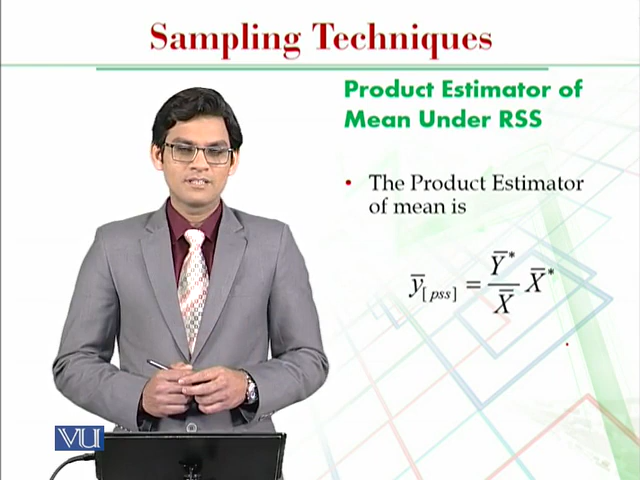 Sampling Techniques
Product Estimator of
Mean Under RSS
• The Product Estimator
of mean is
y̅[pss] = Y̅* / X̅ X̅*
VU